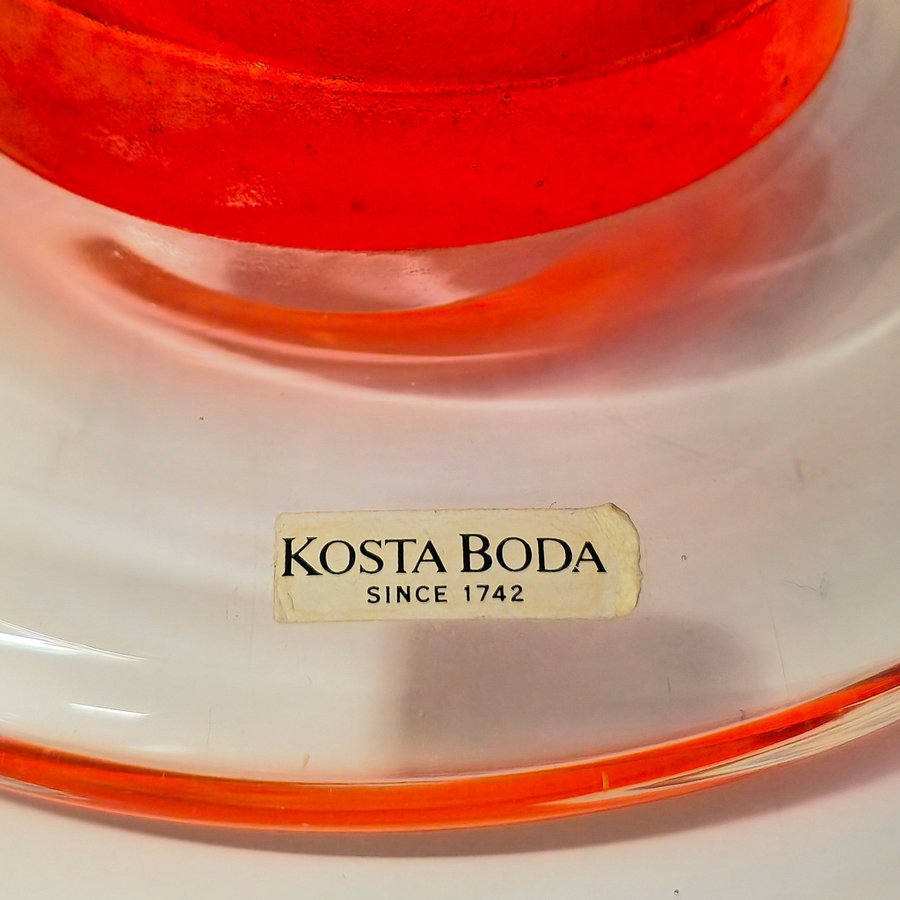 KOSTA BODA
SINCE 1742